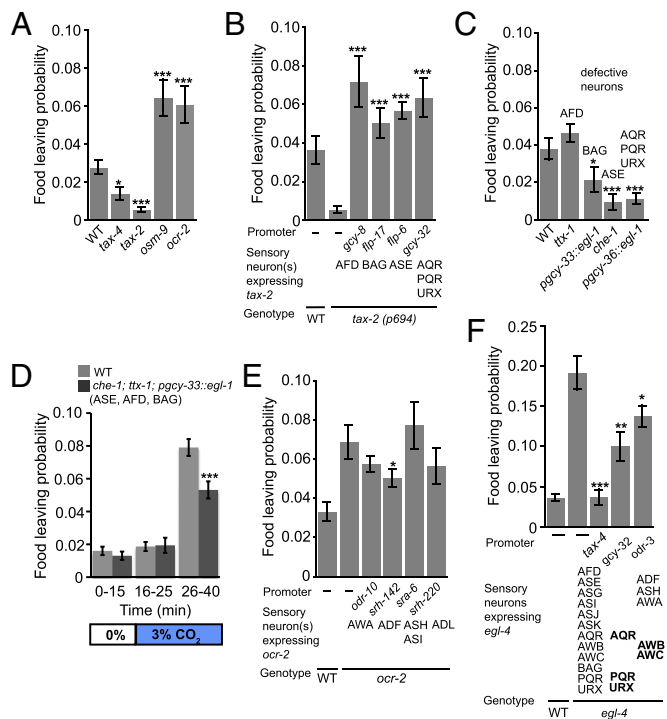 A
Food leaving probability
0.10
0.08
0.06
0.04
0.02
0
*
***
***
***
WT
tax-4
tax-2
osm-9
ocr-2
B
Food leaving probability
0.10
0.08
0.06
0.04
0.02
0
***
***
***
***
Promoter
–
–
gcy-8
flp-17
flp-6
gcy-32
Sensory
neuron(s)
expressing
tax-2
AFD BAG ASE AQR
PQR
URX
Genotype
WT
tax-2 (p694)
C
Food leaving probability
0.10
0.08
0.06
0.04
0.02
0
defective
neurons
AFD
BAG
*
ASE
***
AQR
PQR
URX
***
WT
ttx-1
pgcy-33::egl-1
che-1
pgcy-36::egl-1
D
WT
che-1; ttx-1; pgcy-33::egl-1
(ASE, AFD, BAG)
Food leaving probability
0.10
0.08
0.06
0.04
0.02
0
***
0-15 16-25 26-40
Time (min)
0% 3% CO2
E
Food leaving probability
0.10
0.08
0.06
0.04
0.02
0
*
Promoter
–
–
odr-10
srh-142
sra-6
srh-220
Sensory
neuron(s)
expressing
ocr-2
AWA ADF ASH ADL
ASI
Genotype
WT
ocr-2
F
Food leaving probability
0.25
0.20
0.15
0.10
0.05
0
***
**
*
Promoter
–
–
tax-4
gcy-32
odr-3
Sensory
neurons
expressing
egl-4
AFD
ASE ADF
ASG ASH
ASI AWA
ASJ
ASK
AQR AQR
AWB AWB
AWC AWC
BAG
PQR PQR
URX URX
Genotype
WT
egl-4